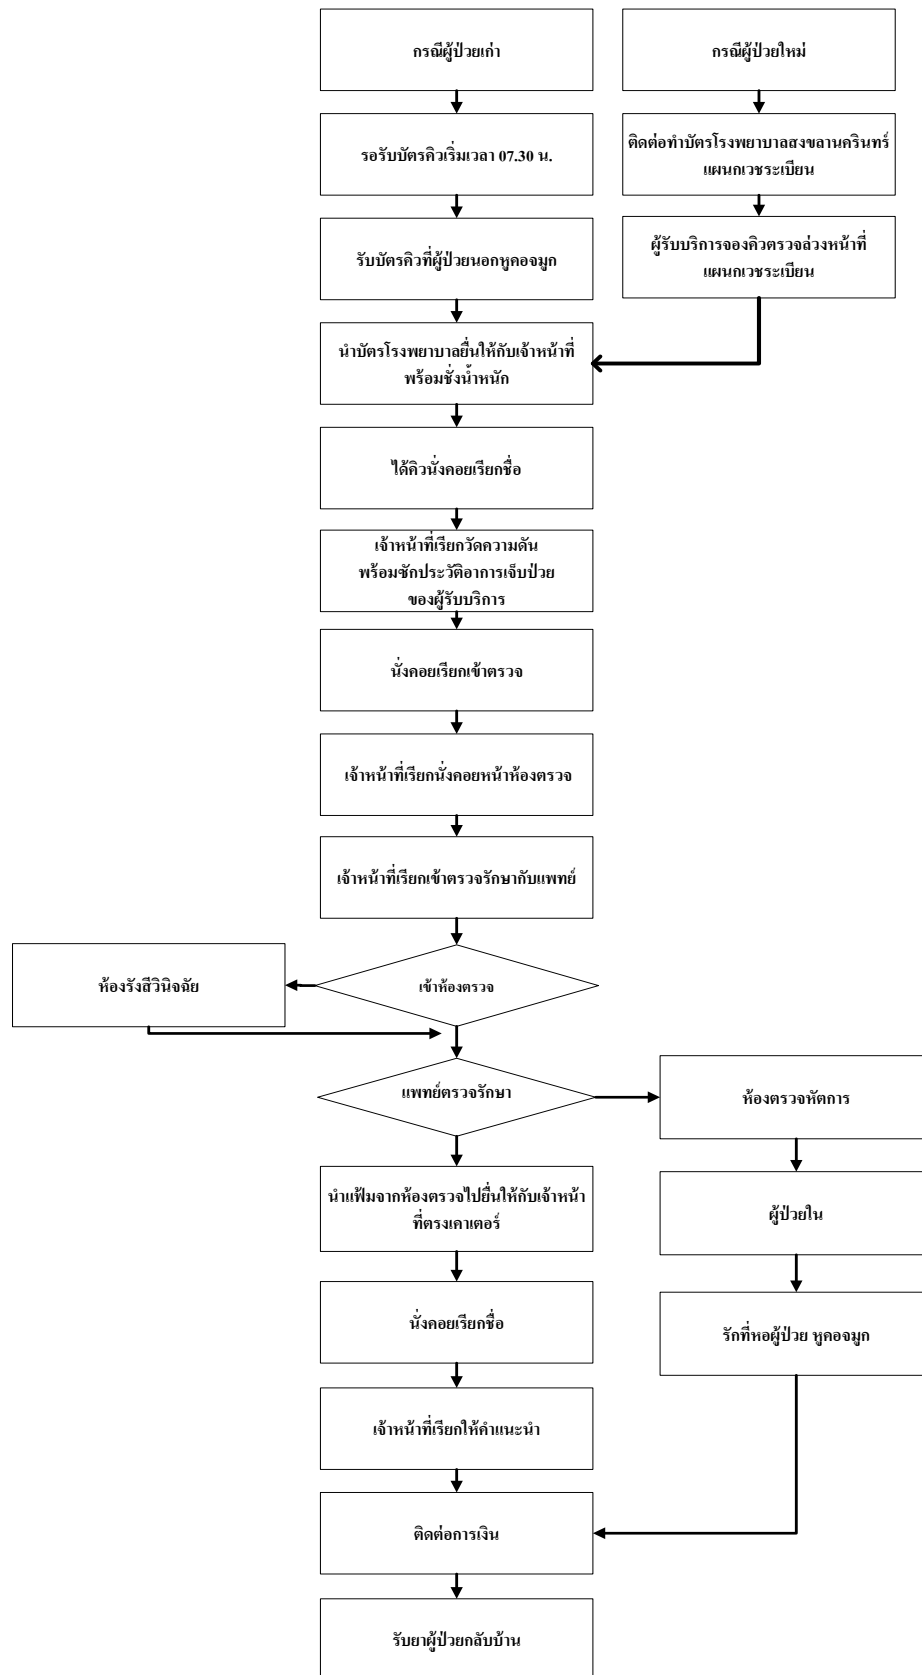 กรณีผู้ป่วยเก่า
กรณีผู้ป่วยใหม่
รอรับบัตรคิวเริ่มเวลา 07.30 น.
ติดต่อทำบัตรโรงพยาบาลสงขลานครินทร์
แผนกเวชระเบียน
รับบัตรคิวที่ผู้ป่วยนอกหูคอจมูก
ผู้รับบริการจองคิวตรวจล่วงหน้าที่
แผนกเวชระเบียน
นำบัตรโรงพยาบาลยื่นให้กับเจ้าหน้าที่
พร้อมชั่งน้ำหนัก
ได้คิวนั่งคอยเรียกชื่อ
เจ้าหน้าที่เรียกวัดความดัน
พร้อมซักประวัติอาการเจ็บป่วย
ของผู้รับบริการ
นั่งคอยเรียกเข้าตรวจ
เจ้าหน้าที่เรียกนั่งคอยหน้าห้องตรวจ
เจ้าหน้าที่เรียกเข้าตรวจรักษากับแพทย์
ห้องรังสีวินิจฉัย
เข้าห้องตรวจ
แพทย์ตรวจรักษา
ห้องตรวจหัตการ
นำแฟ้มจากห้องตรวจไปยื่นให้กับเจ้าหน้า
ที่ตรงเคาเตอร์
ผู้ป่วยใน
นั่งคอยเรียกชื่อ
รักที่หอผู้ป่วย หูคอจมูก
เจ้าหน้าที่เรียกให้คำแนะนำ
ติดต่อการเงิน
รับยาผู้ป่วยกลับบ้าน